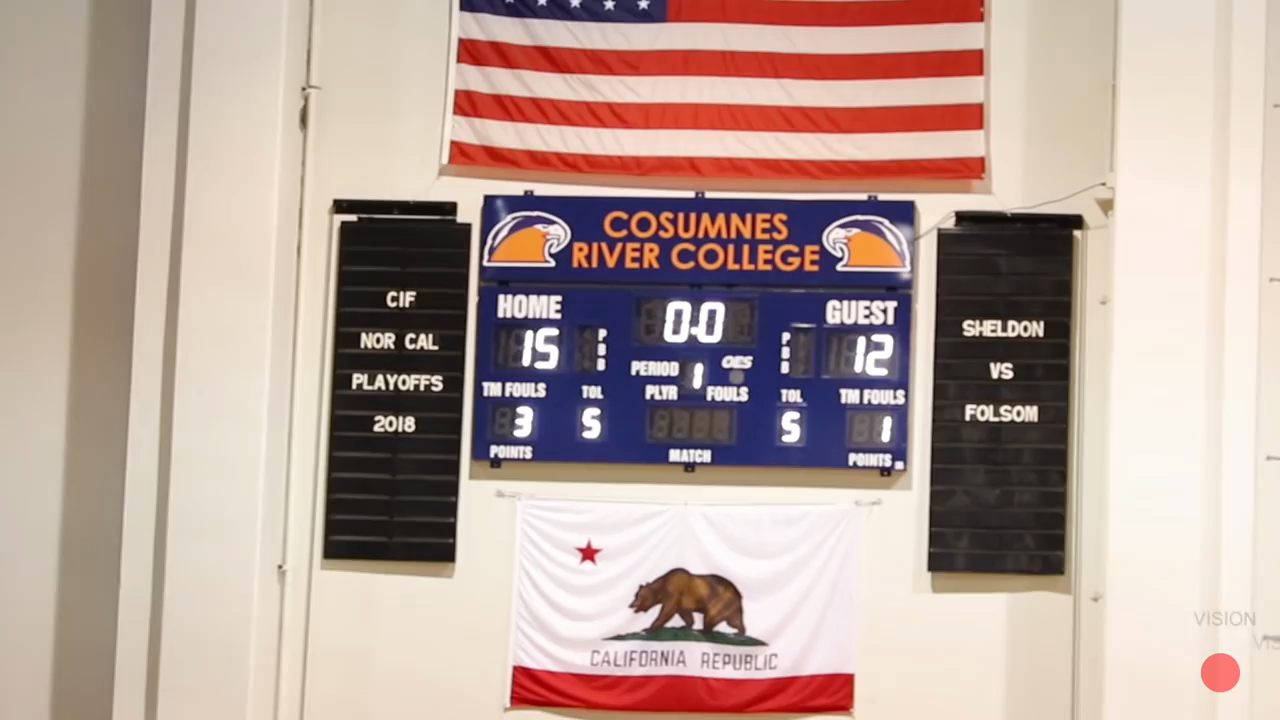 COSUMNES
RIVER COLLEGE
CIF
NOR CAL
PLAYOFFS
2018
HOME
0:0
GUEST
15
P
B
B
PERIOD 1
OES
P
B
B
12
TM FOULS
TOL
PLYR
FOULS
TOL
TM FOULS
3
5
5
1
POINTS
MATCH
POINTS
SHELDON
VS
FOLSOM
CALIFORNIA REPUBLIC
VISION